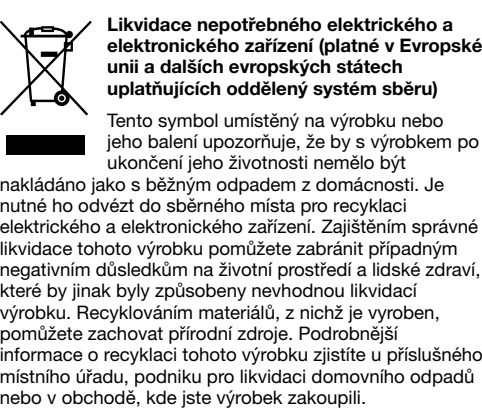 Likvidace nepotřebného elektrického a
elektronického zařízení (platné v Evropské
unii a dalších evropských státech
uplatňujících oddělený systém sběru)
Tento symbol umístěný na výrobku nebo
jeho balení upozorňuje, že by s výrobkem po
ukončení jeho životnosti nemělo být
nakládáno jako s běžným odpadem z domácnosti. Je
nutné ho odvézt do sběrného místa pro recyklaci
elektrického a elektronického zařízení. Zajištěním správné
likvidace tohoto výrobku pomůžete zabránit případným
negativním důsledkům na životní prostředí a lidské zdraví,
které by jinak byly způsobeny nevhodnou likvidací
výrobku. Recyklováním materiálů, z nichž je vyroben,
pomůžete zachovat přírodní zdroje. Podrobnější
informace o recyklaci tohoto výrobku zjistíte u příslušného
místního úřadu, podniku pro likvidaci domovního odpadů
nebo v obchodě, kde jste výrobek zakoupili.